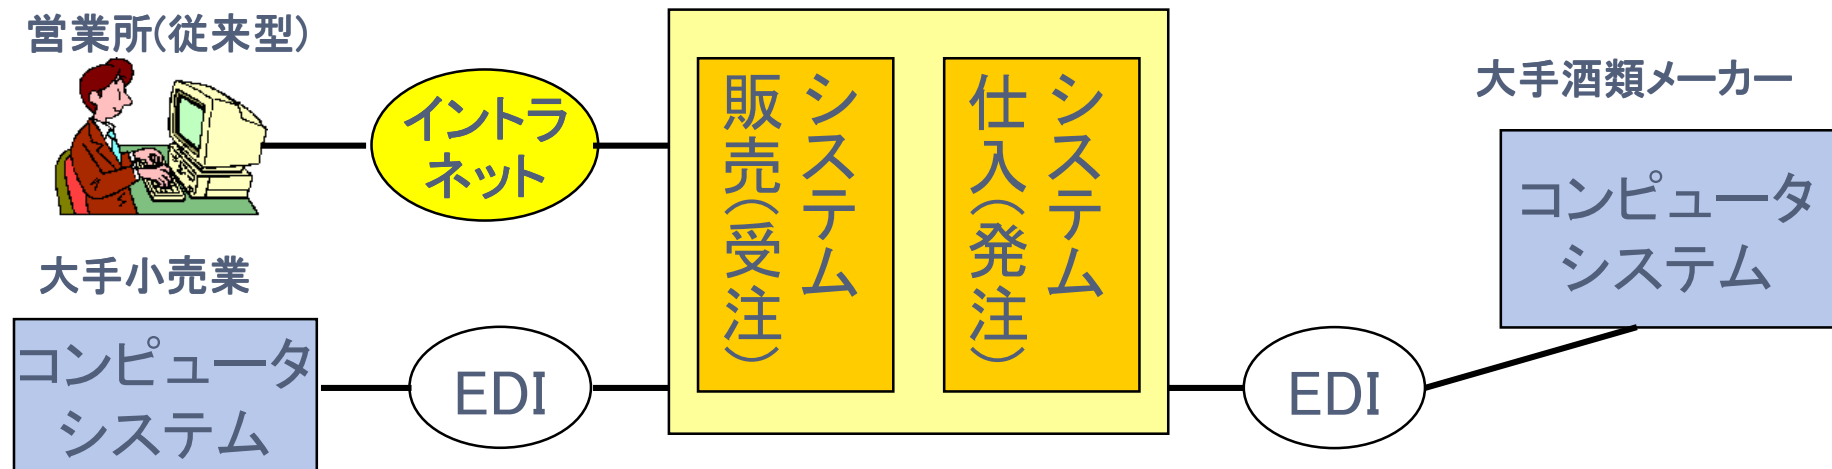 営業所(従来型)
イントラ
ネット
大手小売業
コンピュータ
システム
EDI
販売(受注)
システム
仕入(発注)
システム
EDI
大手酒類メーカー
コンピュータ
システム